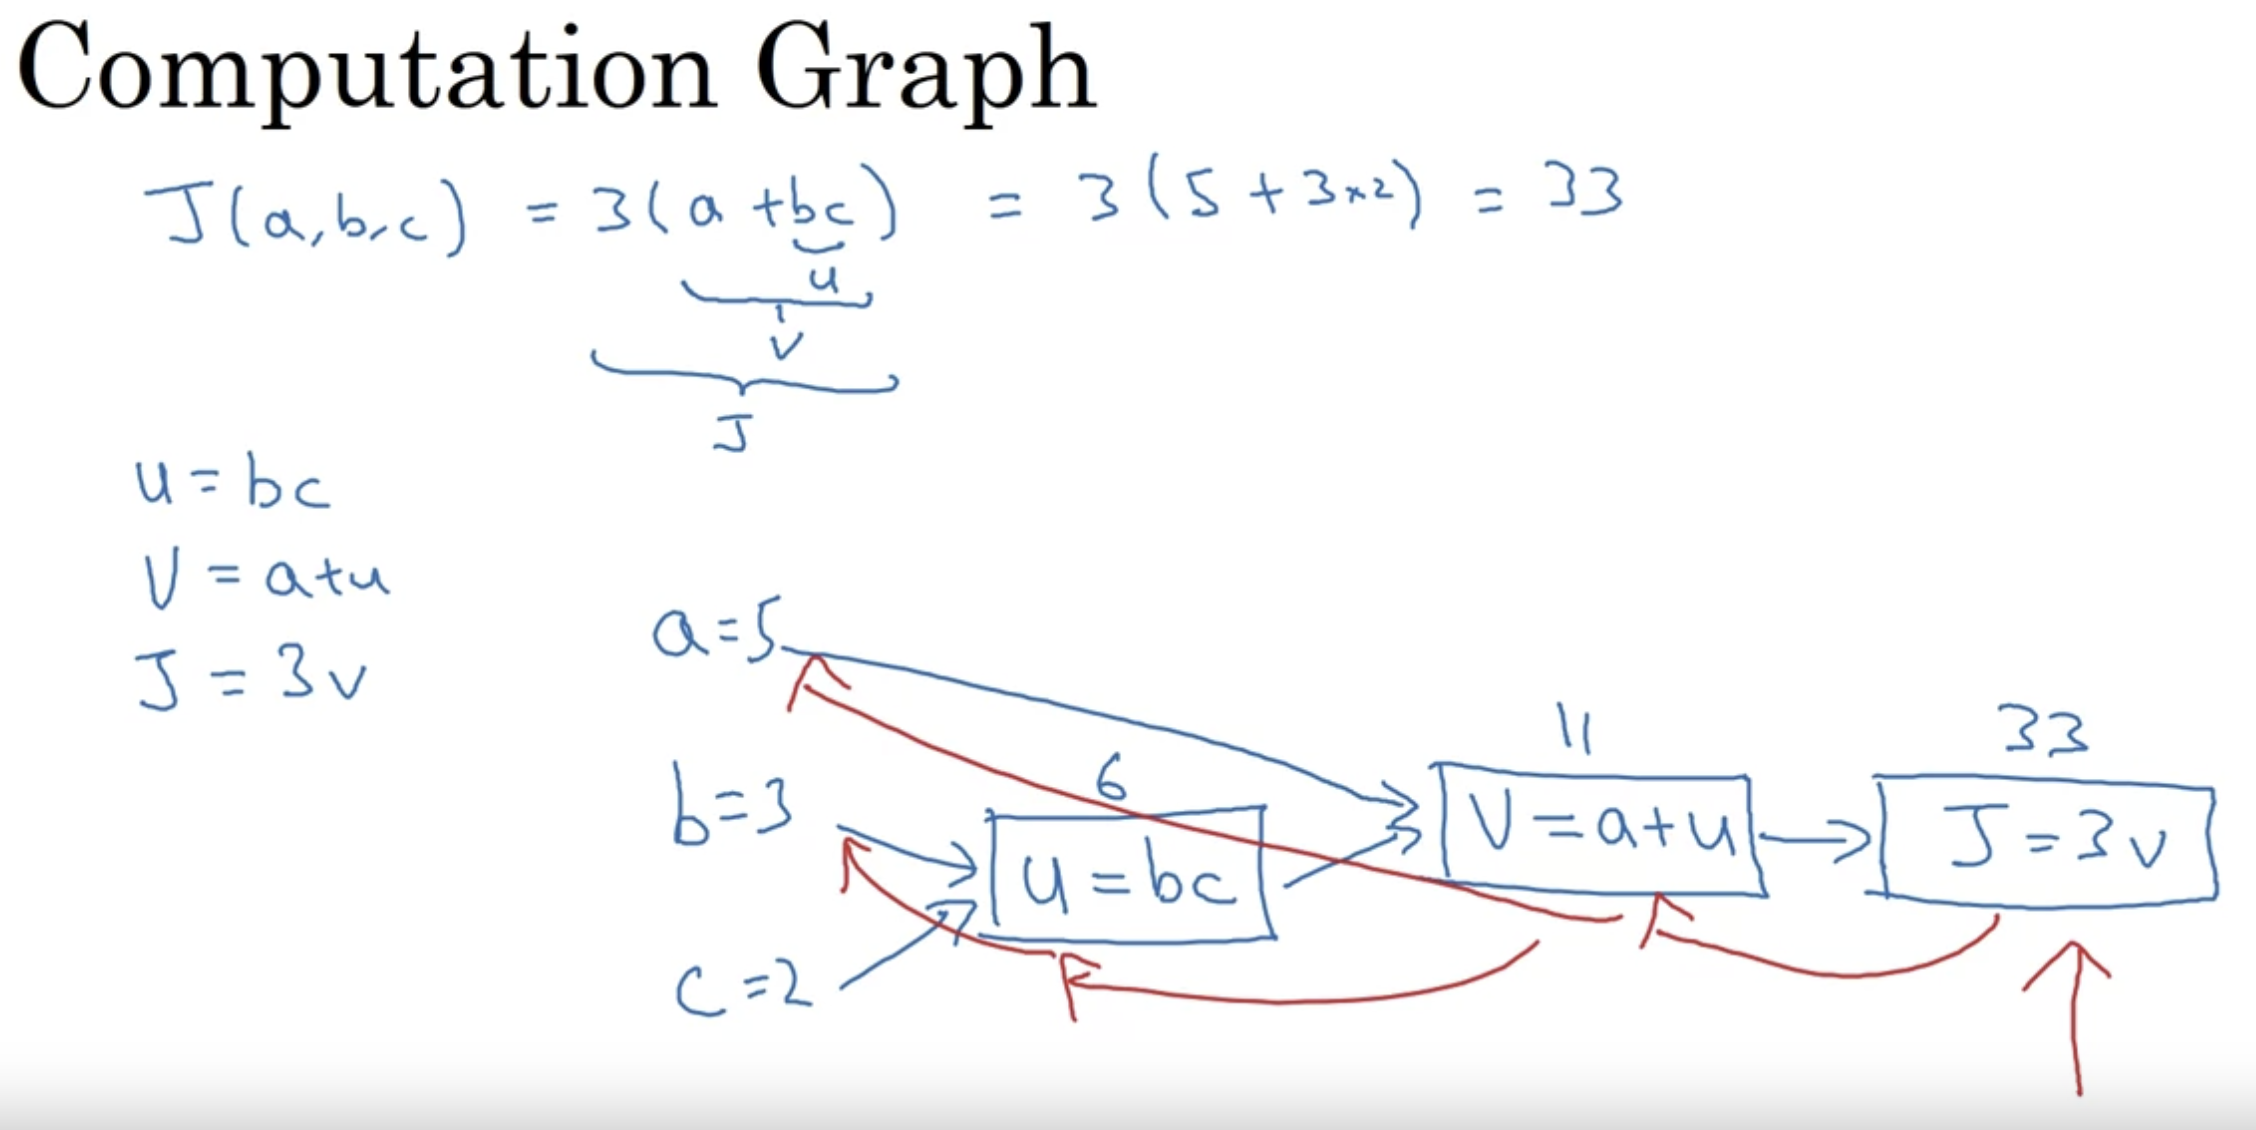 Computation Graph
J(a,b,c) = 3(a+bc) = 3(5+3×2) = 33
u
v
J
u = bc
V = a+u
J = 3v
a=5
11
33
b=3
6
V = a+u
J = 3v
u = bc
c=2